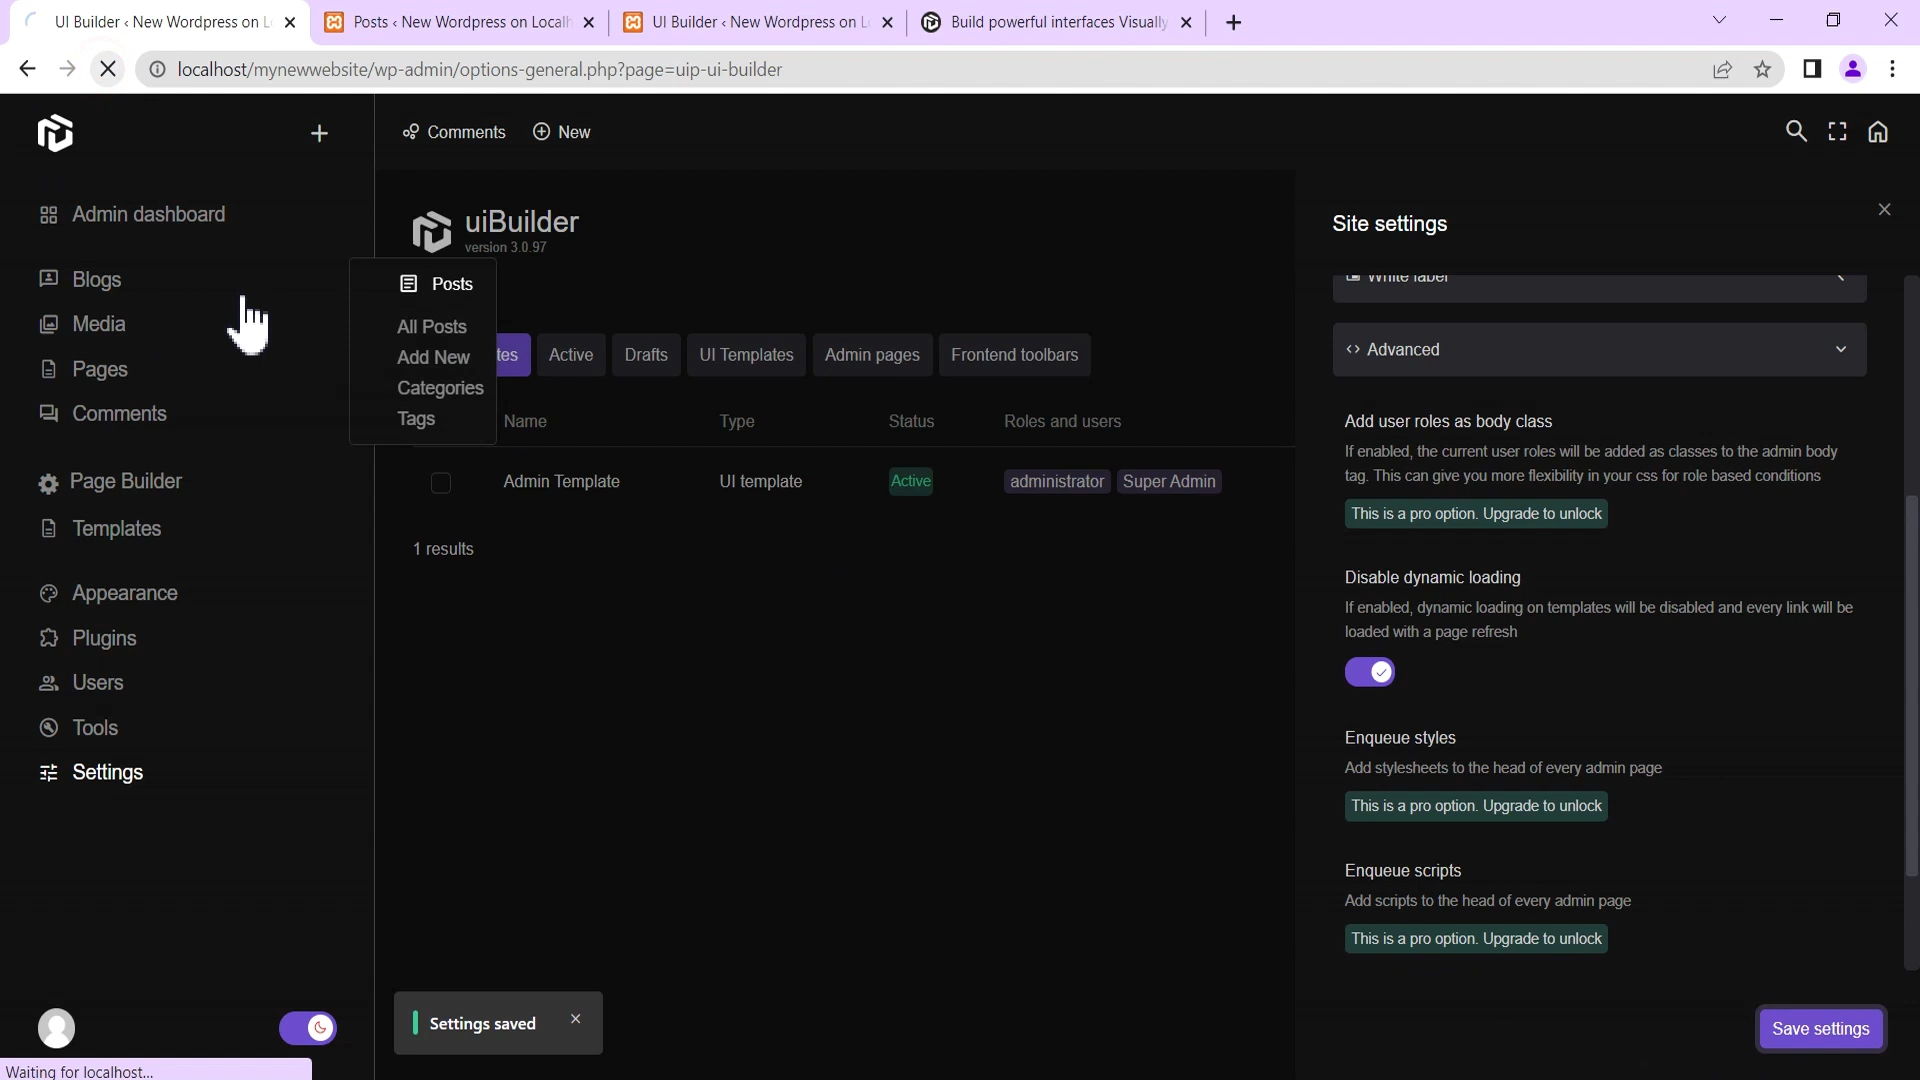 UI Builder ‹ New Wordpress on L
Posts ‹ New Wordpress on Localh
UI Builder ‹ New Wordpress on L
Build powerful interfaces Visually
localhost/mynewwebsite/wp-admin/options-general.php?page=uip-ui-builder
Comments
New
Admin dashboard
Blogs
Media
Pages
Comments
Page Builder
Templates
Appearance
Plugins
Users
Tools
Settings
Posts
All Posts
Add New
Categories
Tags
uiBuilder
version 3.0.97
tes
Active
Drafts
UI Templates
Admin pages
Frontend toolbars
Name
Type
Status
Roles and users
Admin Template
UI template
Active
administrator
Super Admin
1 results
Settings saved
Site settings
White label
Advanced
Add user roles as body class
If enabled, the current user roles will be added as classes to the admin body
tag. This can give you more flexibility in your css for role based conditions
This is a pro option. Upgrade to unlock
Disable dynamic loading
If enabled, dynamic loading on templates will be disabled and every link will be
loaded with a page refresh
Enqueue styles
Add stylesheets to the head of every admin page
This is a pro option. Upgrade to unlock
Enqueue scripts
Add scripts to the head of every admin page
This is a pro option. Upgrade to unlock
Save settings
Waiting for localhost...